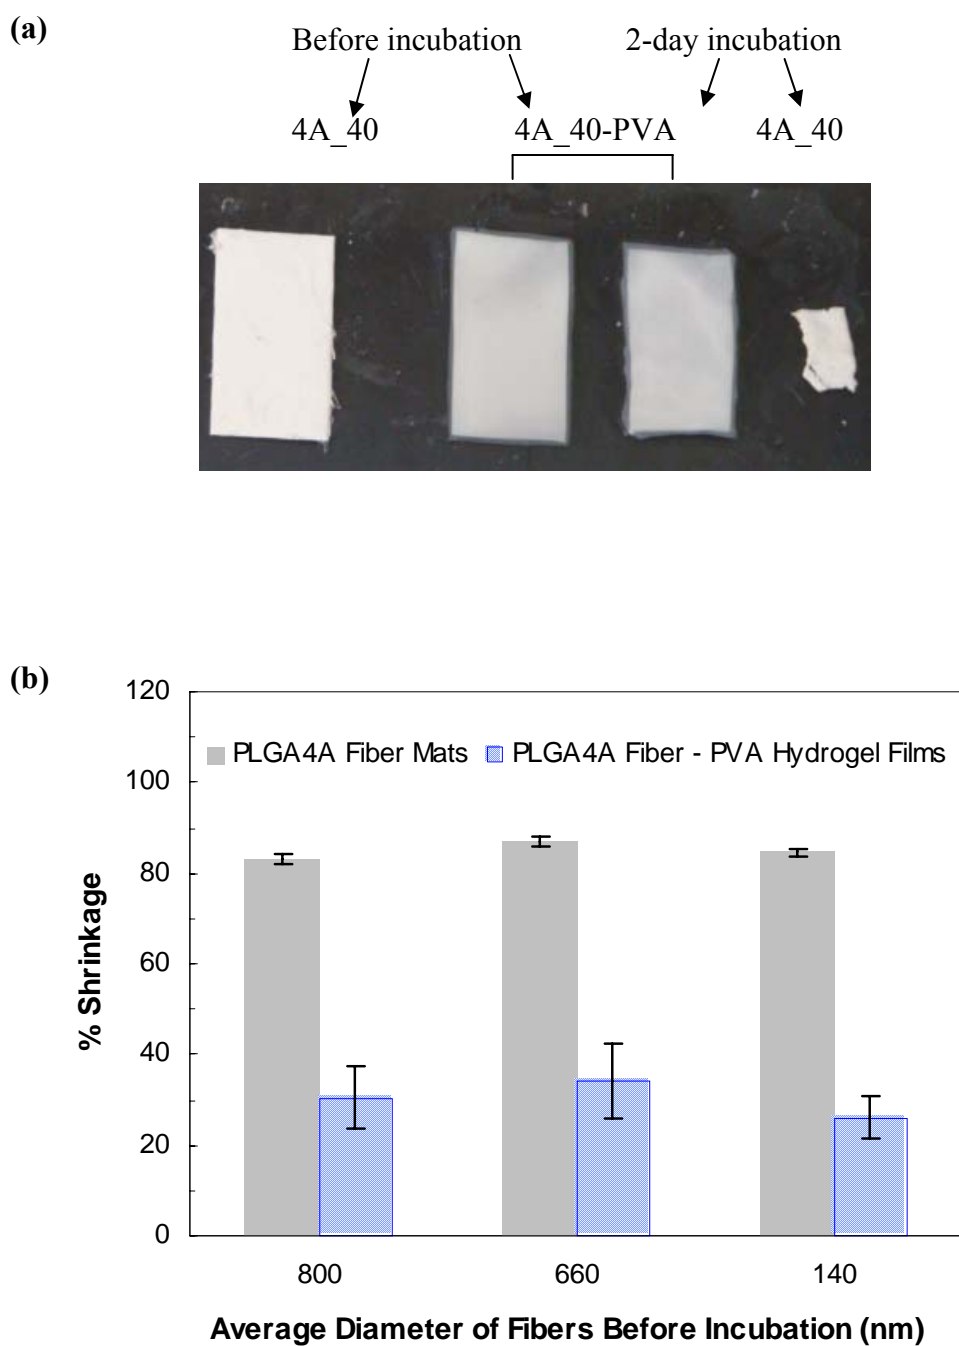 (a)
Before incubation 2-day incubation
4A_40 4A_40-PVA 4A_40
(b)
120
PLGA4A Fiber Mats PLGA4A Fiber - PVA Hydrogel Films
100
80
60
40
20
0
% Shrinkage
800 660 140
Average Diameter of Fibers Before Incubation (nm)